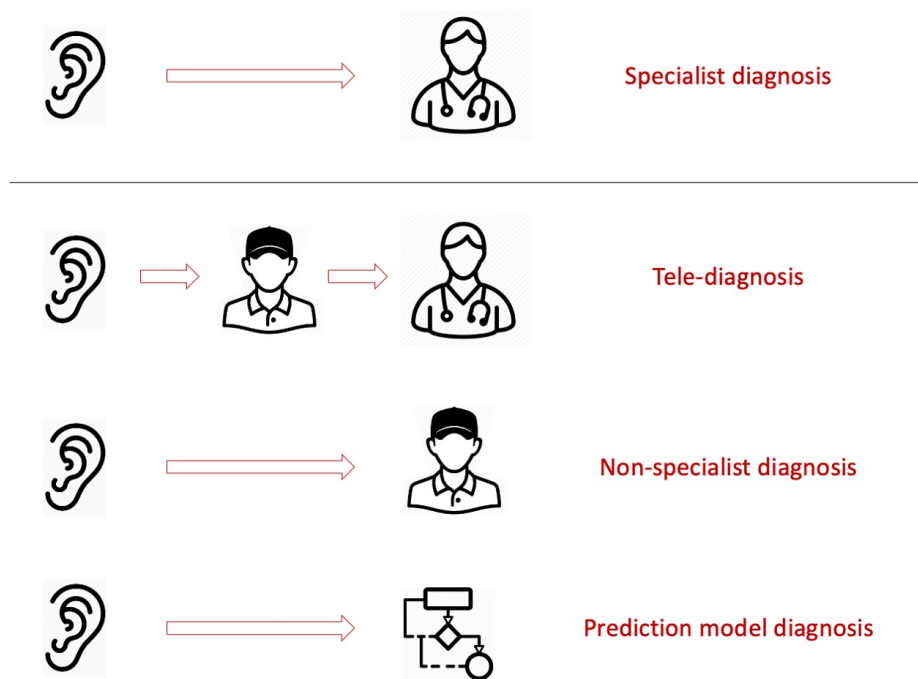 Specialist diagnosis
Tele-diagnosis
Non-specialist diagnosis
Prediction model diagnosis